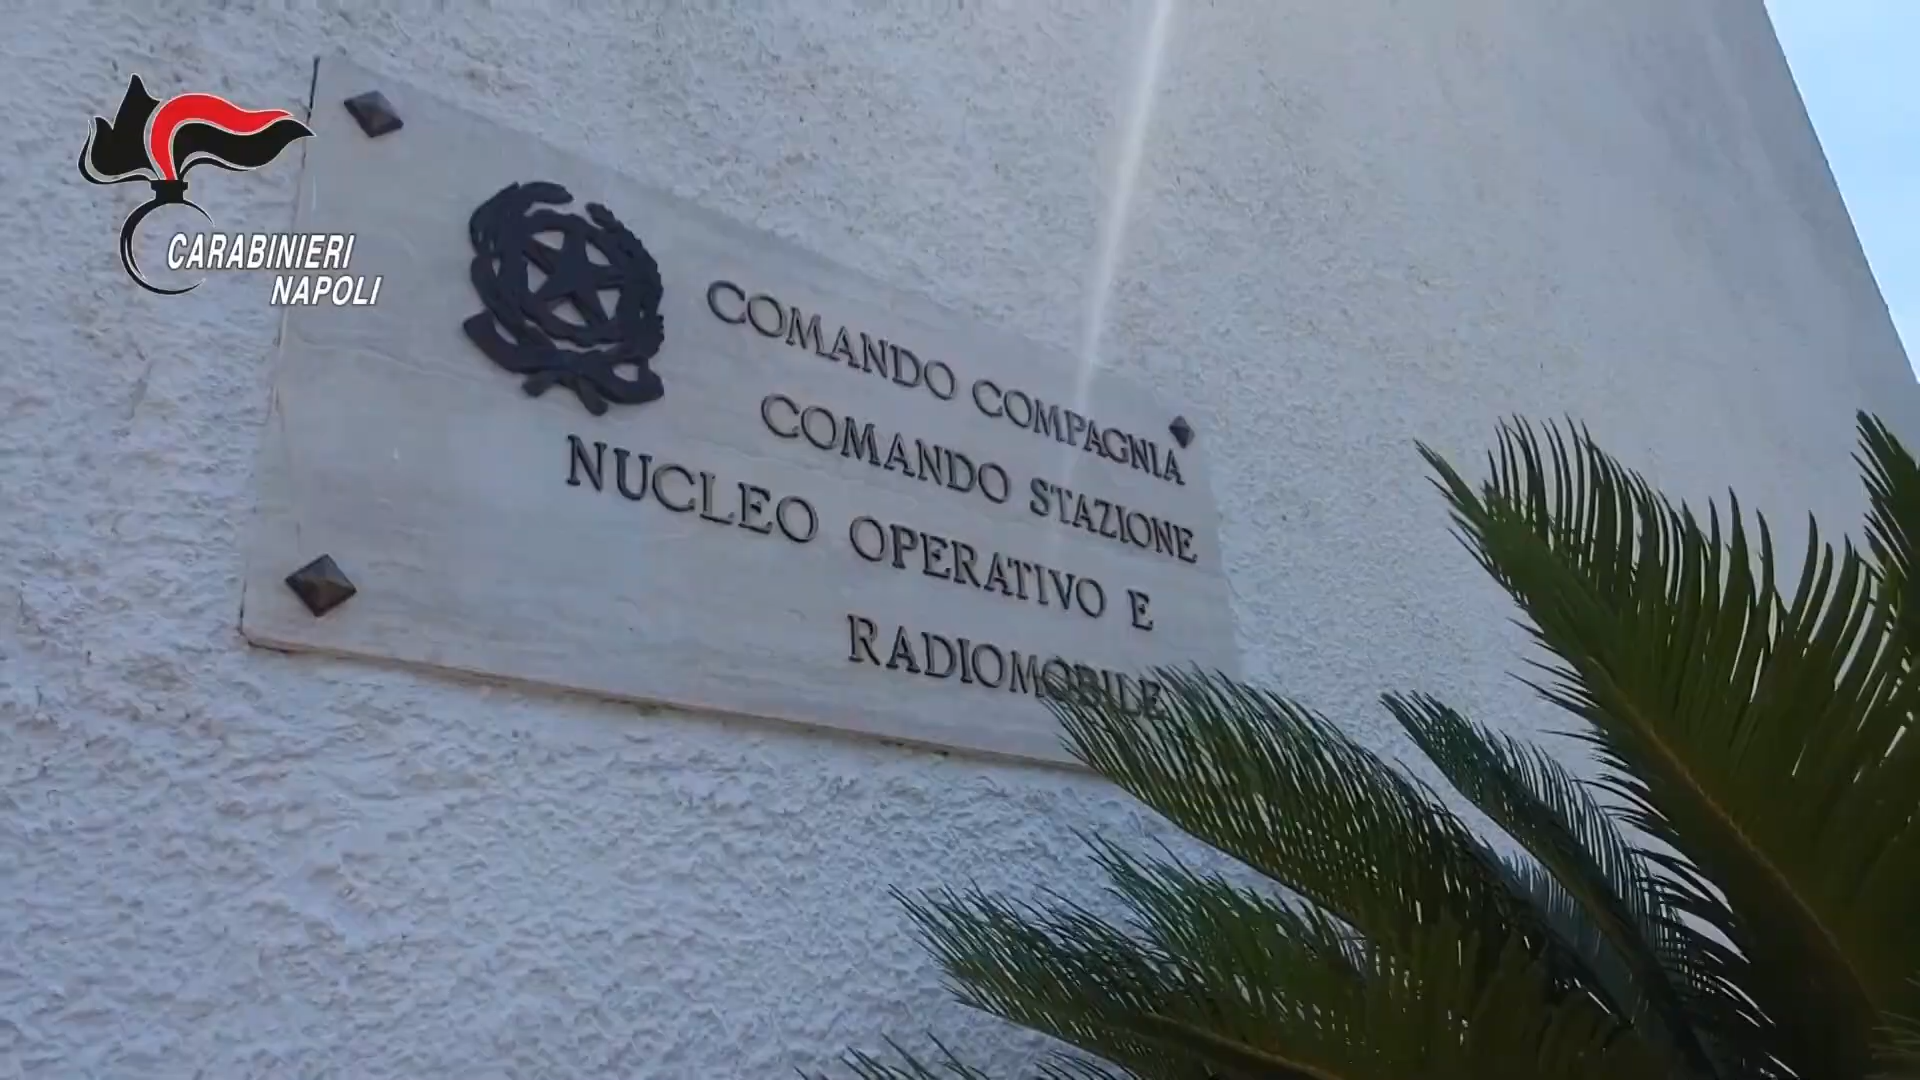 CARABINIERI
NAPOLI
COMANDO COMPAGNIA
COMANDO STAZIONE
NUCLEO OPERATIVO E
RADIOMOBILE